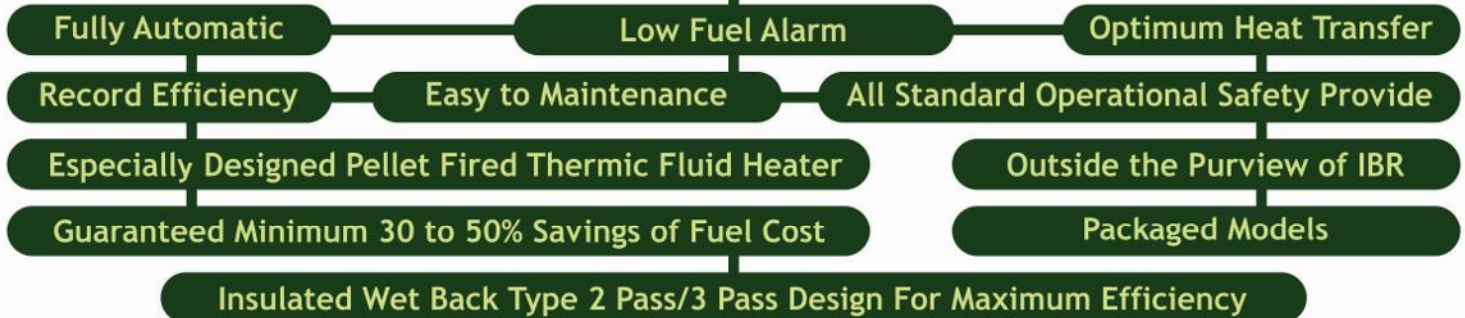 Fully Automatic
Low Fuel Alarm
Optimum Heat Transfer
Record Efficiency
Easy to Maintenance
All Standard Operational Safety Provide
Especially Designed Pellet Fired Thermic Fluid Heater
Outside the Purview of IBR
Guaranteed Minimum 30 to 50% Savings of Fuel Cost
Packaged Models
Insulated Wet Back Type 2 Pass/3 Pass Design For Maximum Efficiency